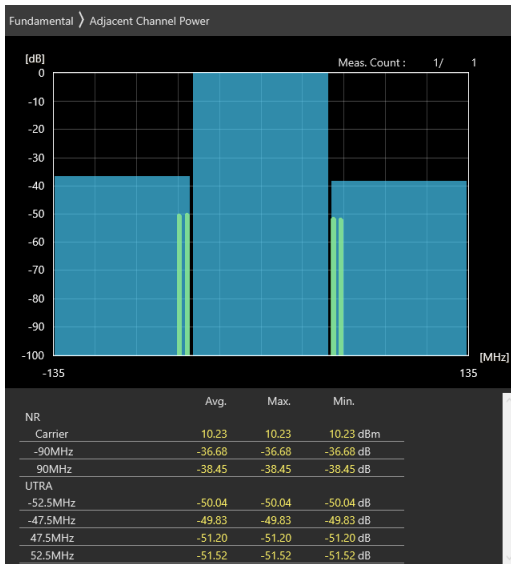 Fundamental 〉 Adjacent Channel Power
[dB]
Meas. Count : 1/ 1
0
-10
-20
-30
-40
-50
-60
-70
-80
-90
-100
[MHz]
-135 135
Avg. Max. Min.
NR
Carrier 10.23 10.23 10.23 dBm
-90MHz -36.68 -36.68 -36.68 dB
90MHz -38.45 -38.45 -38.45 dB
UTRA
-52.5MHz -50.04 -50.04 -50.04 dB
-47.5MHz -49.83 -49.83 -49.83 dB
47.5MHz -51.20 -51.20 -51.20 dB
52.5MHz -51.52 -51.52 -51.52 dB